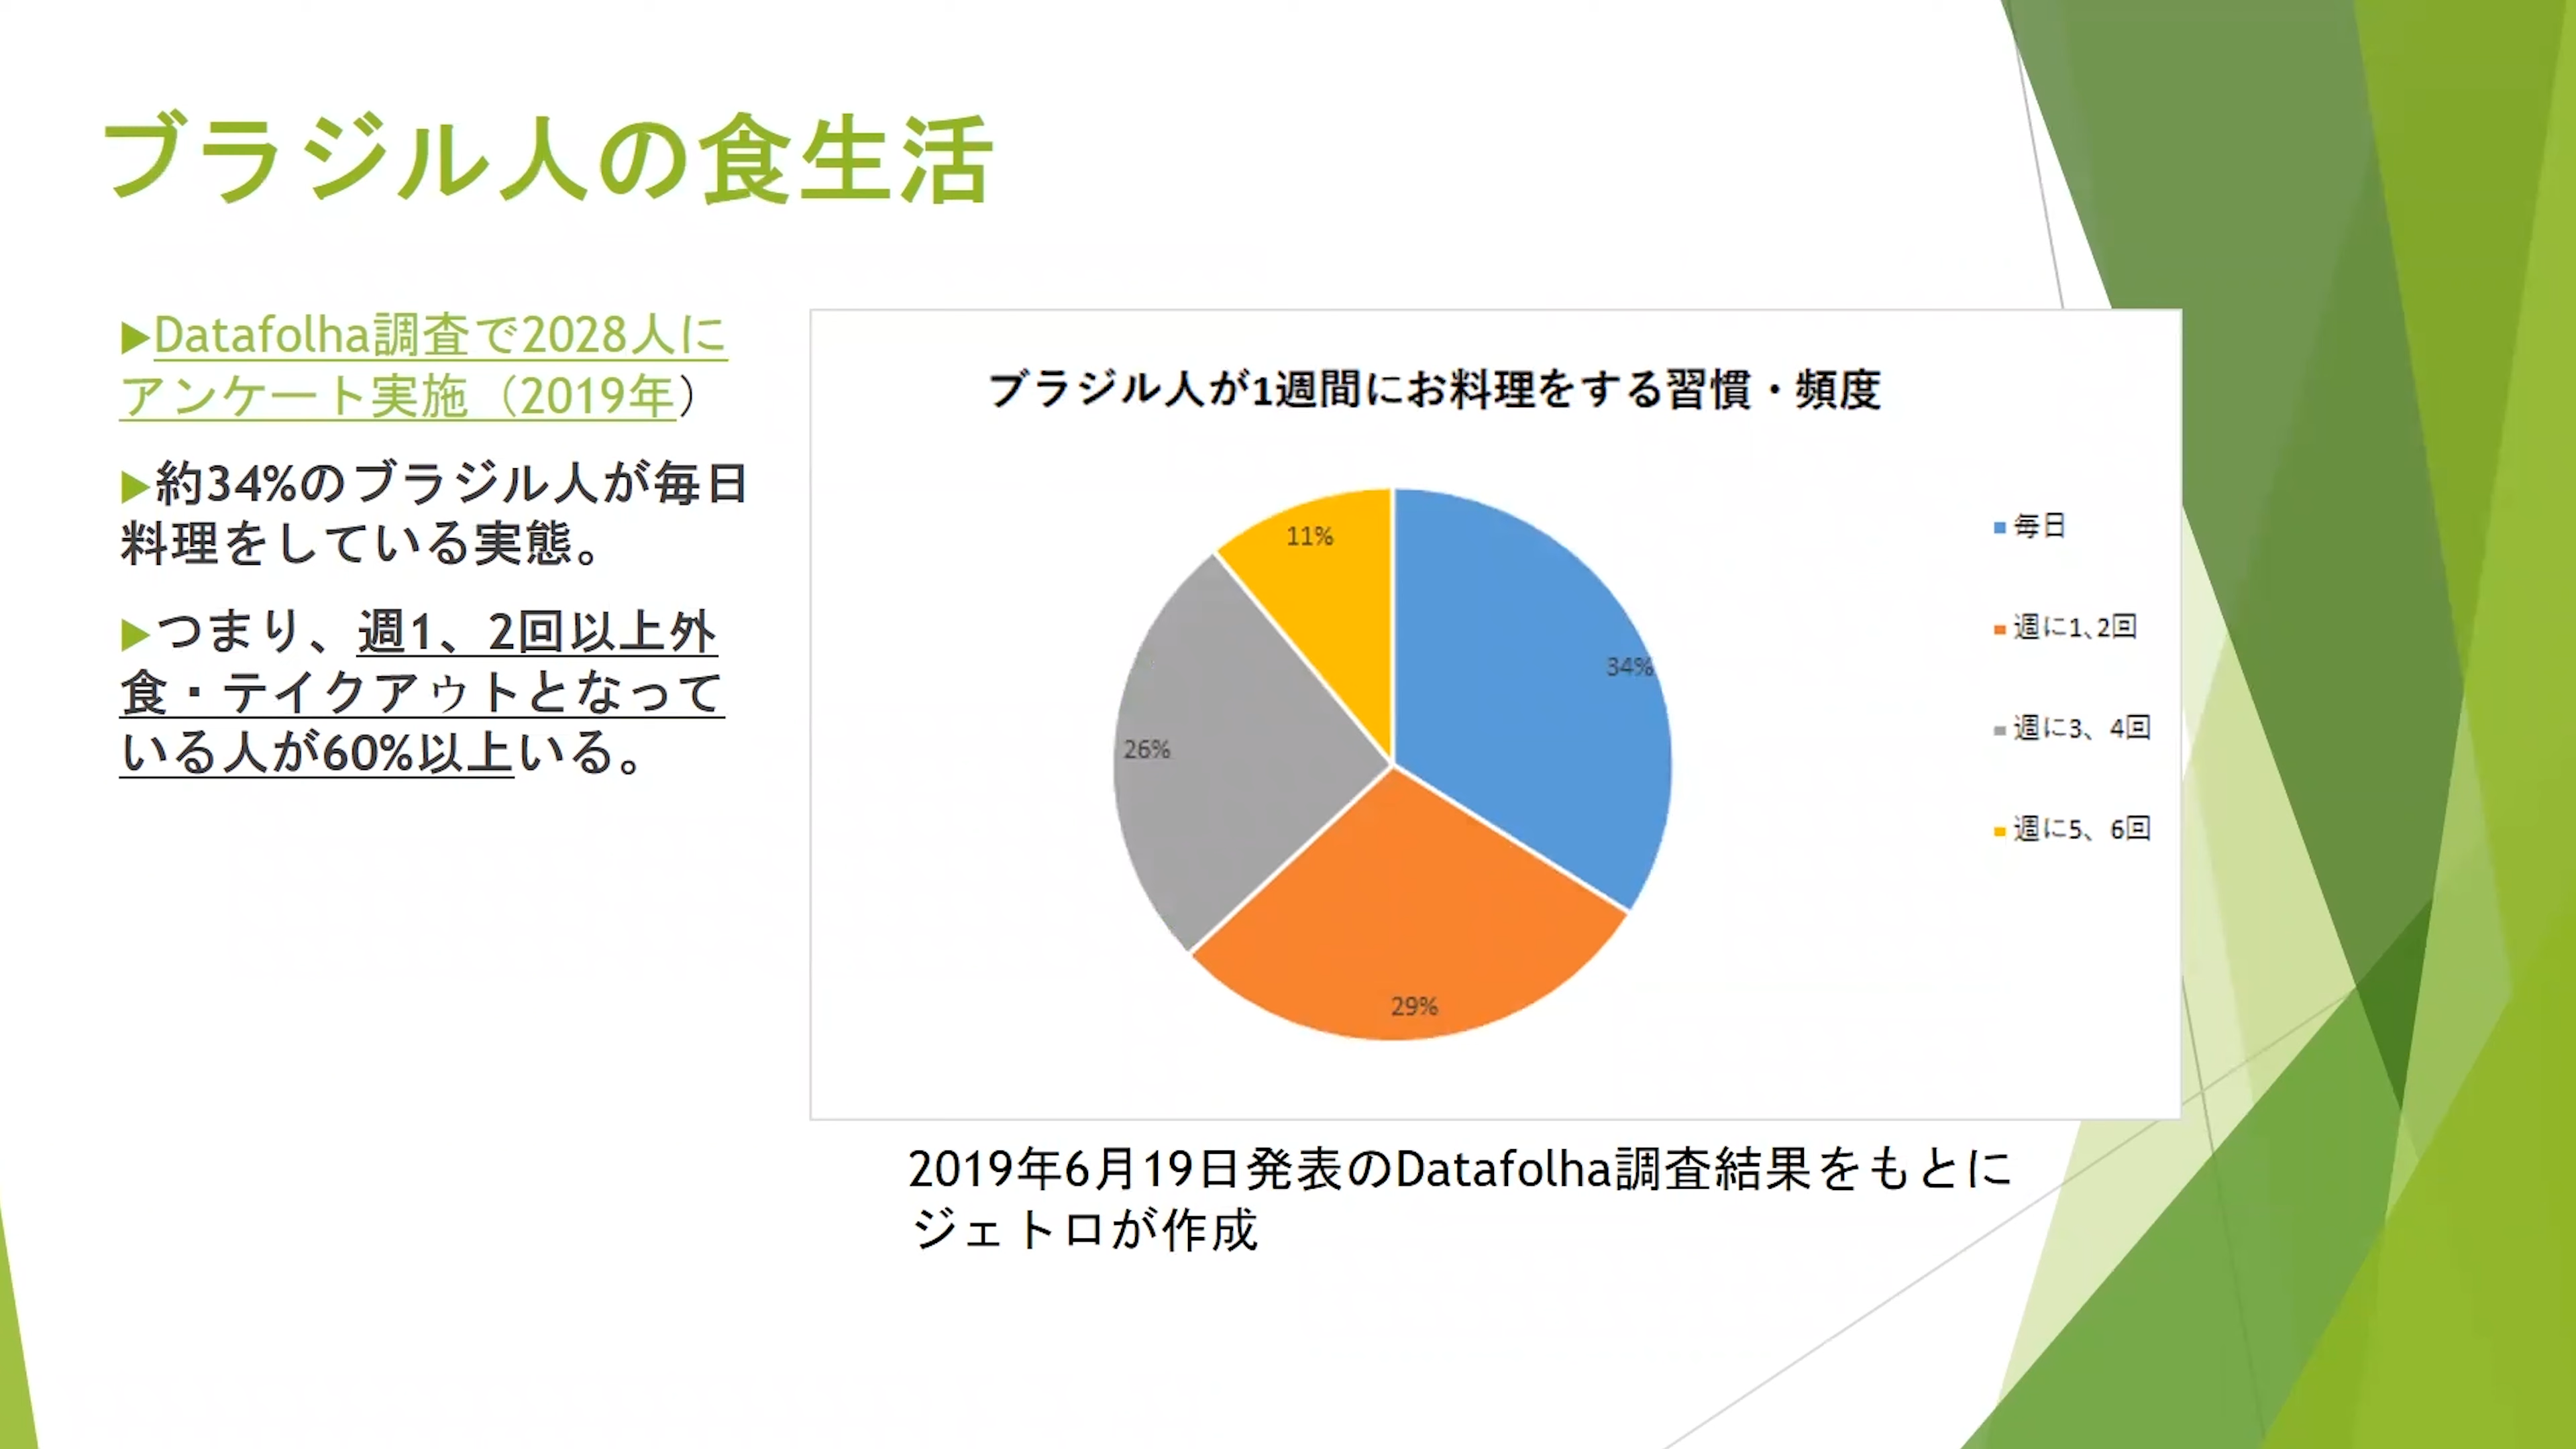 ブラジル人の食生活
▶Datafolha調査で2028人に
アンケート実施（2019年）
▶約34%のブラジル人が毎日
料理をしている実態。
▶つまり、週1、2回以上外
食・テイクアウトとなって
いる人が60%以上いる。
ブラジル人が1週間にお料理をする習慣・頻度
11%
34%
26%
29%
毎日
週に1、2回
週に3、4回
週に5、6回
2019年6月19日発表のDatafolha調査結果をもとに
ジェトロが作成